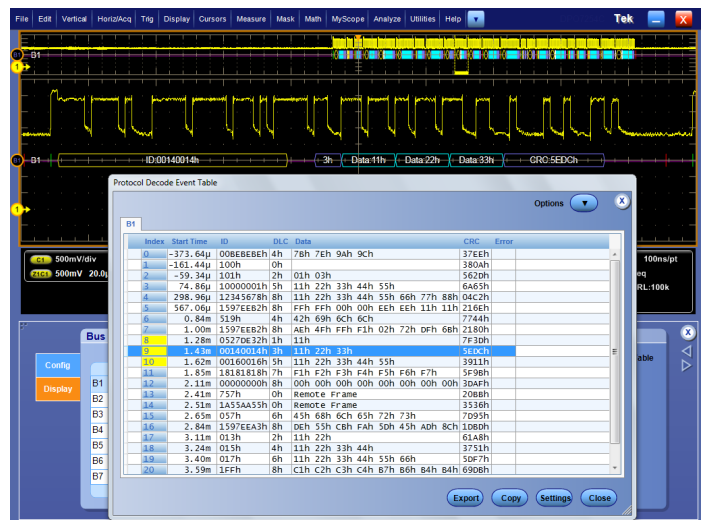 File Edit Vertical Horiz/Acq Trig Display Cursors Measure Mask Math MyScope Analyze Utilities Help Tek X
B1 B1
1
B1 B1 ID:00140014h 3h Data:11h Data:22h Data:33h CRC:5EDCh
Protocol Decode Event Table
Options X
1
B1
Index Start Time ID DLC Data CRC Error
0 -373.64µ 00BEBEBEh 4h 7Bh 7Eh 9Ah 9Ch 37EEh
1 -161.44µ 100h 0h 380Ah
2 -59.34µ 101h 2h 01h 03h 562Dh
3 74.86µ 10000001h 5h 11h 22h 33h 44h 55h 6A65h
4 298.96µ 12345678h 8h 11h 22h 33h 44h 55h 66h 77h 88h 04C2h
5 567.06µ 1597EEB2h 8h FFh FFh 00h 00h EEh EEh 11h 11h 216Eh
6 0.84m 519h 4h 42h 69h 6Ch 6Ch 7744h
7 1.00m 1597EEB2h 8h AEh 4Fh FFh F1h 02h 72h DFh 6Bh 2180h
8 1.28m 0527DE32h 1h 11h 7F3Dh
9 1.43m 00140014h 3h 11h 22h 33h 5EDCh
10 1.62m 00160016h 5h 11h 22h 33h 44h 55h 3911h
11 1.85m 18181818h 7h F1h F2h F3h F4h F5h F6h F7h 5F9Bh
12 2.11m 00000000h 8h 00h 00h 00h 00h 00h 00h 00h 00h 3DAFh
13 2.41m 757h 0h Remote Frame 20BBh
14 2.51m 1A55AA55h 0h Remote Frame 3536h
15 2.65m 057h 6h 45h 68h 6Ch 65h 72h 73h 7D95h
16 2.84m 1597EEA3h 8h DEh 55h CBh FAh 5Dh 45h ADh 8Ch 1DBDh
17 3.11m 013h 2h 11h 22h 61A8h
18 3.24m 015h 4h 11h 22h 33h 44h 3751h
19 3.40m 017h 6h 11h 22h 33h 44h 55h 66h 5DF7h
20 3.59m 1FFh 8h C1h C2h C3h C4h B7h B6h B4h B4h 69DBh
Export Copy Settings Close
C1 500mV/div 100ns/pt
Z1C1 500mV 20.0µ eq
RL:100k
Bus X
Config able
Display
B1
B2
B3
B4
B5
B6
B7